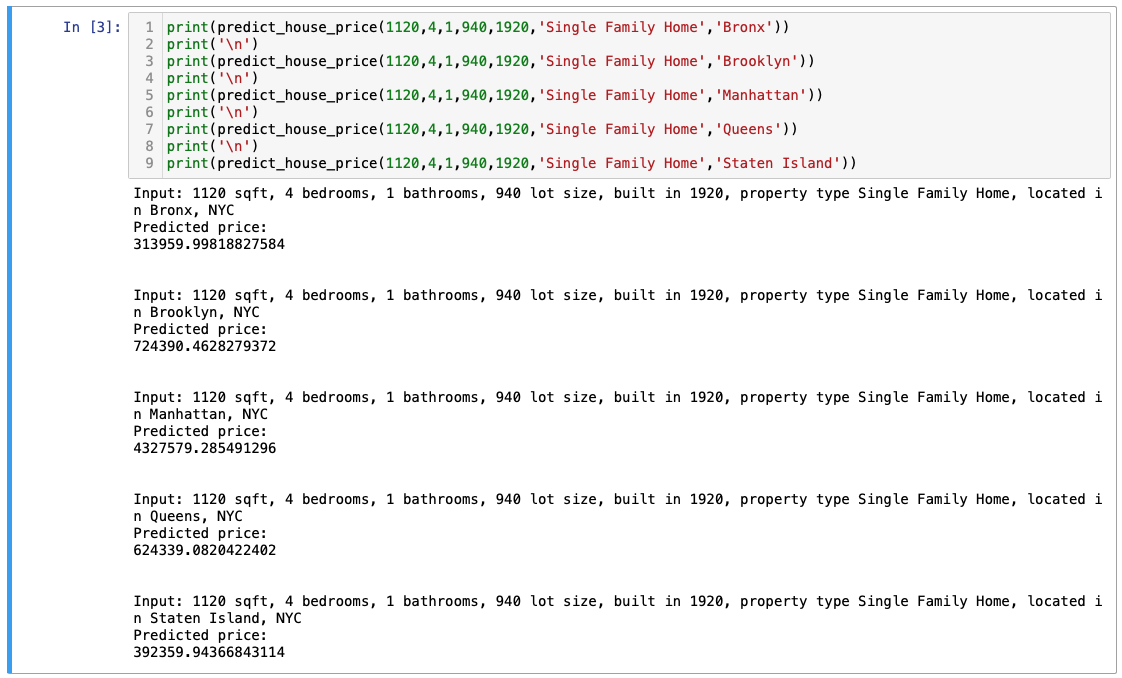 In [3]:
1 print(predict_house_price(1120,4,1,940,1920,'Single Family Home','Bronx'))
2 print('\n')
3 print(predict_house_price(1120,4,1,940,1920,'Single Family Home','Brooklyn'))
4 print('\n')
5 print(predict_house_price(1120,4,1,940,1920,'Single Family Home','Manhattan'))
6 print('\n')
7 print(predict_house_price(1120,4,1,940,1920,'Single Family Home','Queens'))
8 print('\n')
9 print(predict_house_price(1120,4,1,940,1920,'Single Family Home','Staten Island'))
Input: 1120 sqft, 4 bedrooms, 1 bathrooms, 940 lot size, built in 1920, property type Single Family Home, located i
n Bronx, NYC
Predicted price:
313959.99818827584
Input: 1120 sqft, 4 bedrooms, 1 bathrooms, 940 lot size, built in 1920, property type Single Family Home, located i
n Brooklyn, NYC
Predicted price:
724390.4628279372
Input: 1120 sqft, 4 bedrooms, 1 bathrooms, 940 lot size, built in 1920, property type Single Family Home, located i
n Manhattan, NYC
Predicted price:
4327579.285491296
Input: 1120 sqft, 4 bedrooms, 1 bathrooms, 940 lot size, built in 1920, property type Single Family Home, located i
n Queens, NYC
Predicted price:
624339.0820422402
Input: 1120 sqft, 4 bedrooms, 1 bathrooms, 940 lot size, built in 1920, property type Single Family Home, located i
n Staten Island, NYC
Predicted price:
392359.94366843114